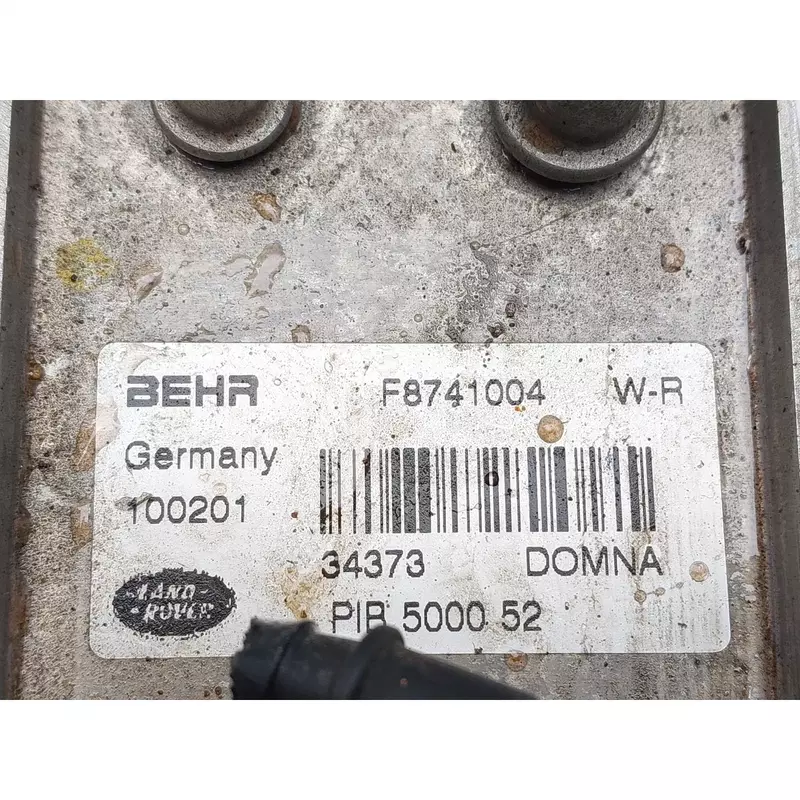 BEHR F8741004 W-R
Germany
100201
34373 DOMNA
LAND
ROVER
PIB 5000 52